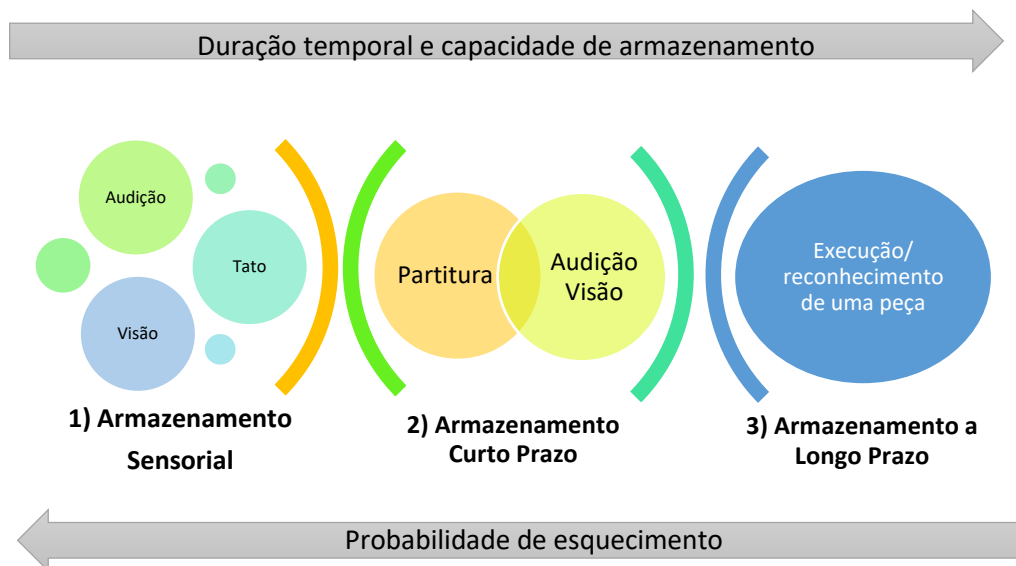 Duração temporal e capacidade de armazenamento
Audição
Tato
Visão
Partitura
Audição
Visão
Execução/
reconhecimento
de uma peça
1) Armazenamento
Sensorial
2) Armazenamento
Curto Prazo
3) Armazenamento a
Longo Prazo
Probabilidade de esquecimento